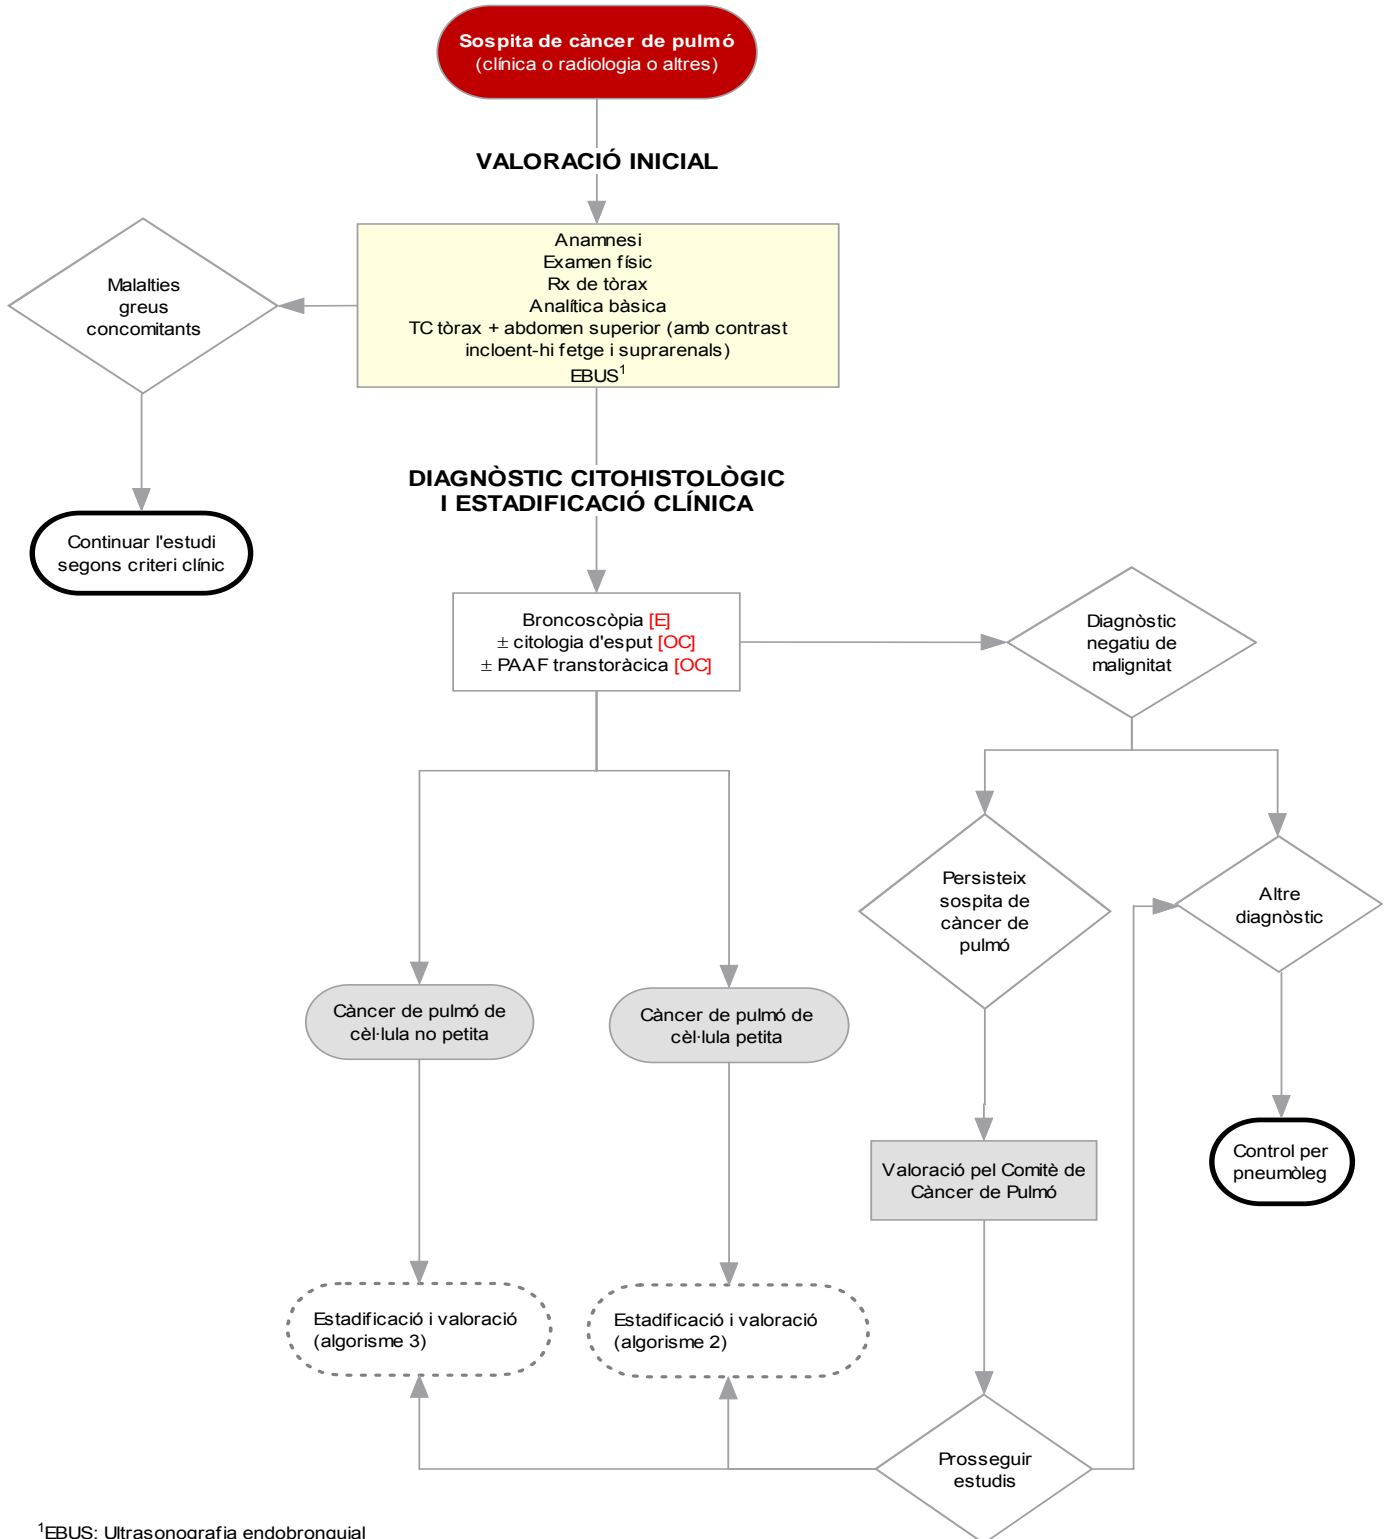 Sospita de càncer de pulmó
(clínica o radiologia o altres)
VALORACIÓ INICIAL
Anamnesi
Examen físic
Rx de tòrax
Analítica bàsica
TC tòrax + abdomen superior (amb contrast
incloent-hi fetge i suprarenals)
EBUS¹
Malalties
greus
concomitants
Continuar l'estudi
segons criteri clínic
DIAGNÒSTIC CITOHISTOLÒGIC
I ESTADIFICACIÓ CLÍNICA
Broncoscòpia [E]
± citologia d'esput [OC]
± PAAF transtoràcica [OC]
Diagnòstic
negatiu de
malignitat
Persisteix
sospita de
càncer de
pulmó
Altre
diagnòstic
Càncer de pulmó de
cèl·lula no petita
Càncer de pulmó de
cèl·lula petita
Valoració pel Comitè de
Càncer de Pulmó
Control per
pneumòleg
Estadificació i valoració
(algorisme 3)
Estadificació i valoració
(algorisme 2)
Prosseguir
estudis
¹EBUS: Ultrasonografia endobronquial